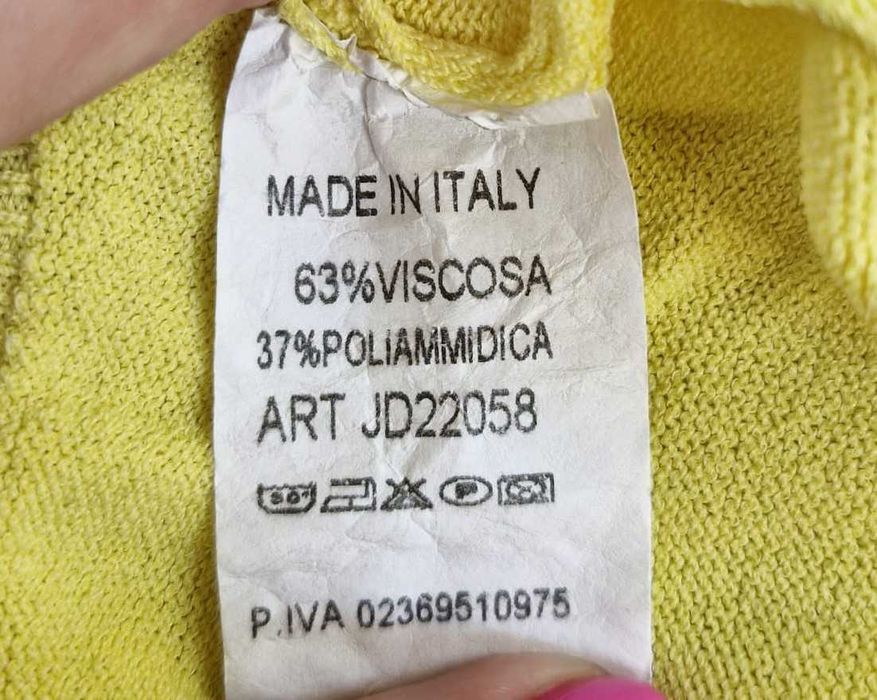 MADE IN ITALY
63%VISCOSA
37%POLIAMMIDICA
ART JD22058
P
P.IVA 02369510975